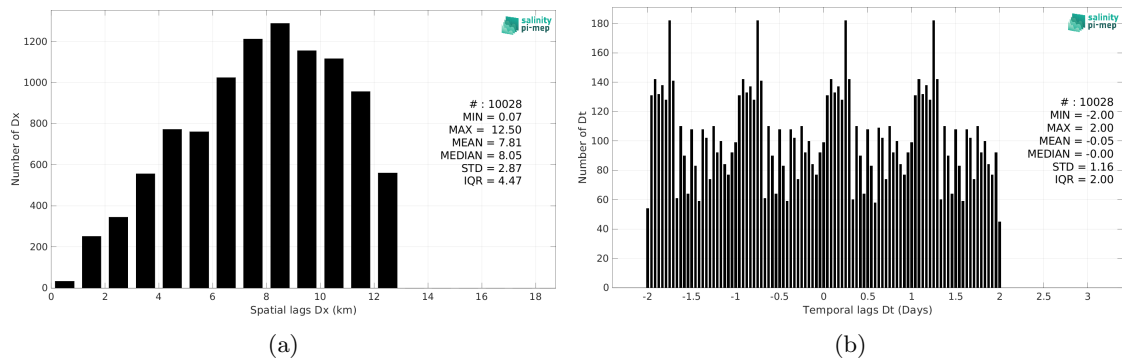 salinity
pi-mep
Number of Dx
1200
1000
800
600
400
200
0
# : 10028
MIN = 0.07
MAX = 12.50
MEAN = 7.81
MEDIAN = 8.05
STD = 2.87
IQR = 4.47
0 2 4 6 8 10 12 14 16 18
Spatial lags Dx (km)
(a)
salinity
pi-mep
Number of Dt
180
160
140
120
100
80
60
40
20
0
# : 10028
MIN = -2.00
MAX = 2.00
MEAN = -0.05
MEDIAN = -0.00
STD = 1.16
IQR = 2.00
-2 -1.5 -1 -0.5 0 0.5 1 1.5 2 2.5 3
Temporal lags Dt (Days)
(b)